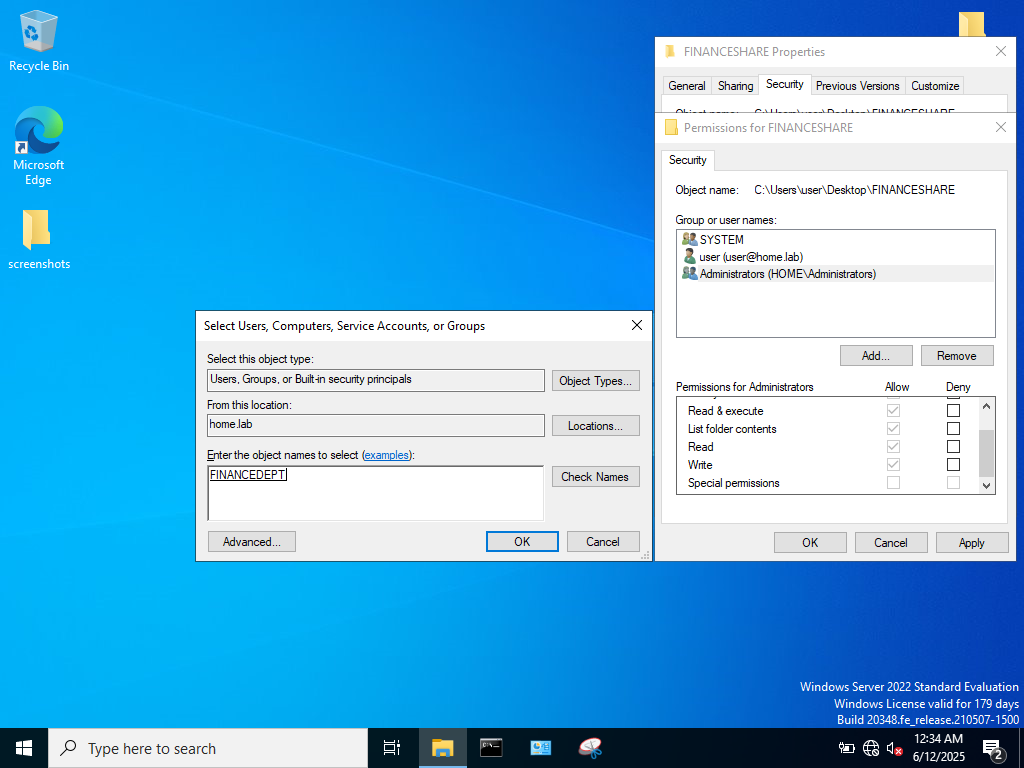 Recycle Bin
Microsoft
Edge
screenshots
FINANCESHARE Properties
General Sharing Security Previous Versions Customize
Object name: C:\Users\user\Desktop\FINANCESHARE
Permissions for FINANCESHARE
Security
Object name: C:\Users\user\Desktop\FINANCESHARE
Group or user names:
SYSTEM
user (user@home.lab)
Administrators (HOME\Administrators)
Add... Remove
Permissions for Administrators Allow Deny
Read & execute
List folder contents
Read
Write
Special permissions
OK Cancel Apply
Select Users, Computers, Service Accounts, or Groups
Select this object type:
Users, Groups, or Built-in security principals Object Types...
From this location:
home.lab Locations...
Enter the object names to select (examples):
FINANCEDEPT Check Names
Advanced... OK Cancel
Windows Server 2022 Standard Evaluation
Windows License valid for 179 days
Build 20348.fe_release.210507-1500
Type here to search
12:34 AM
6/12/2025
2